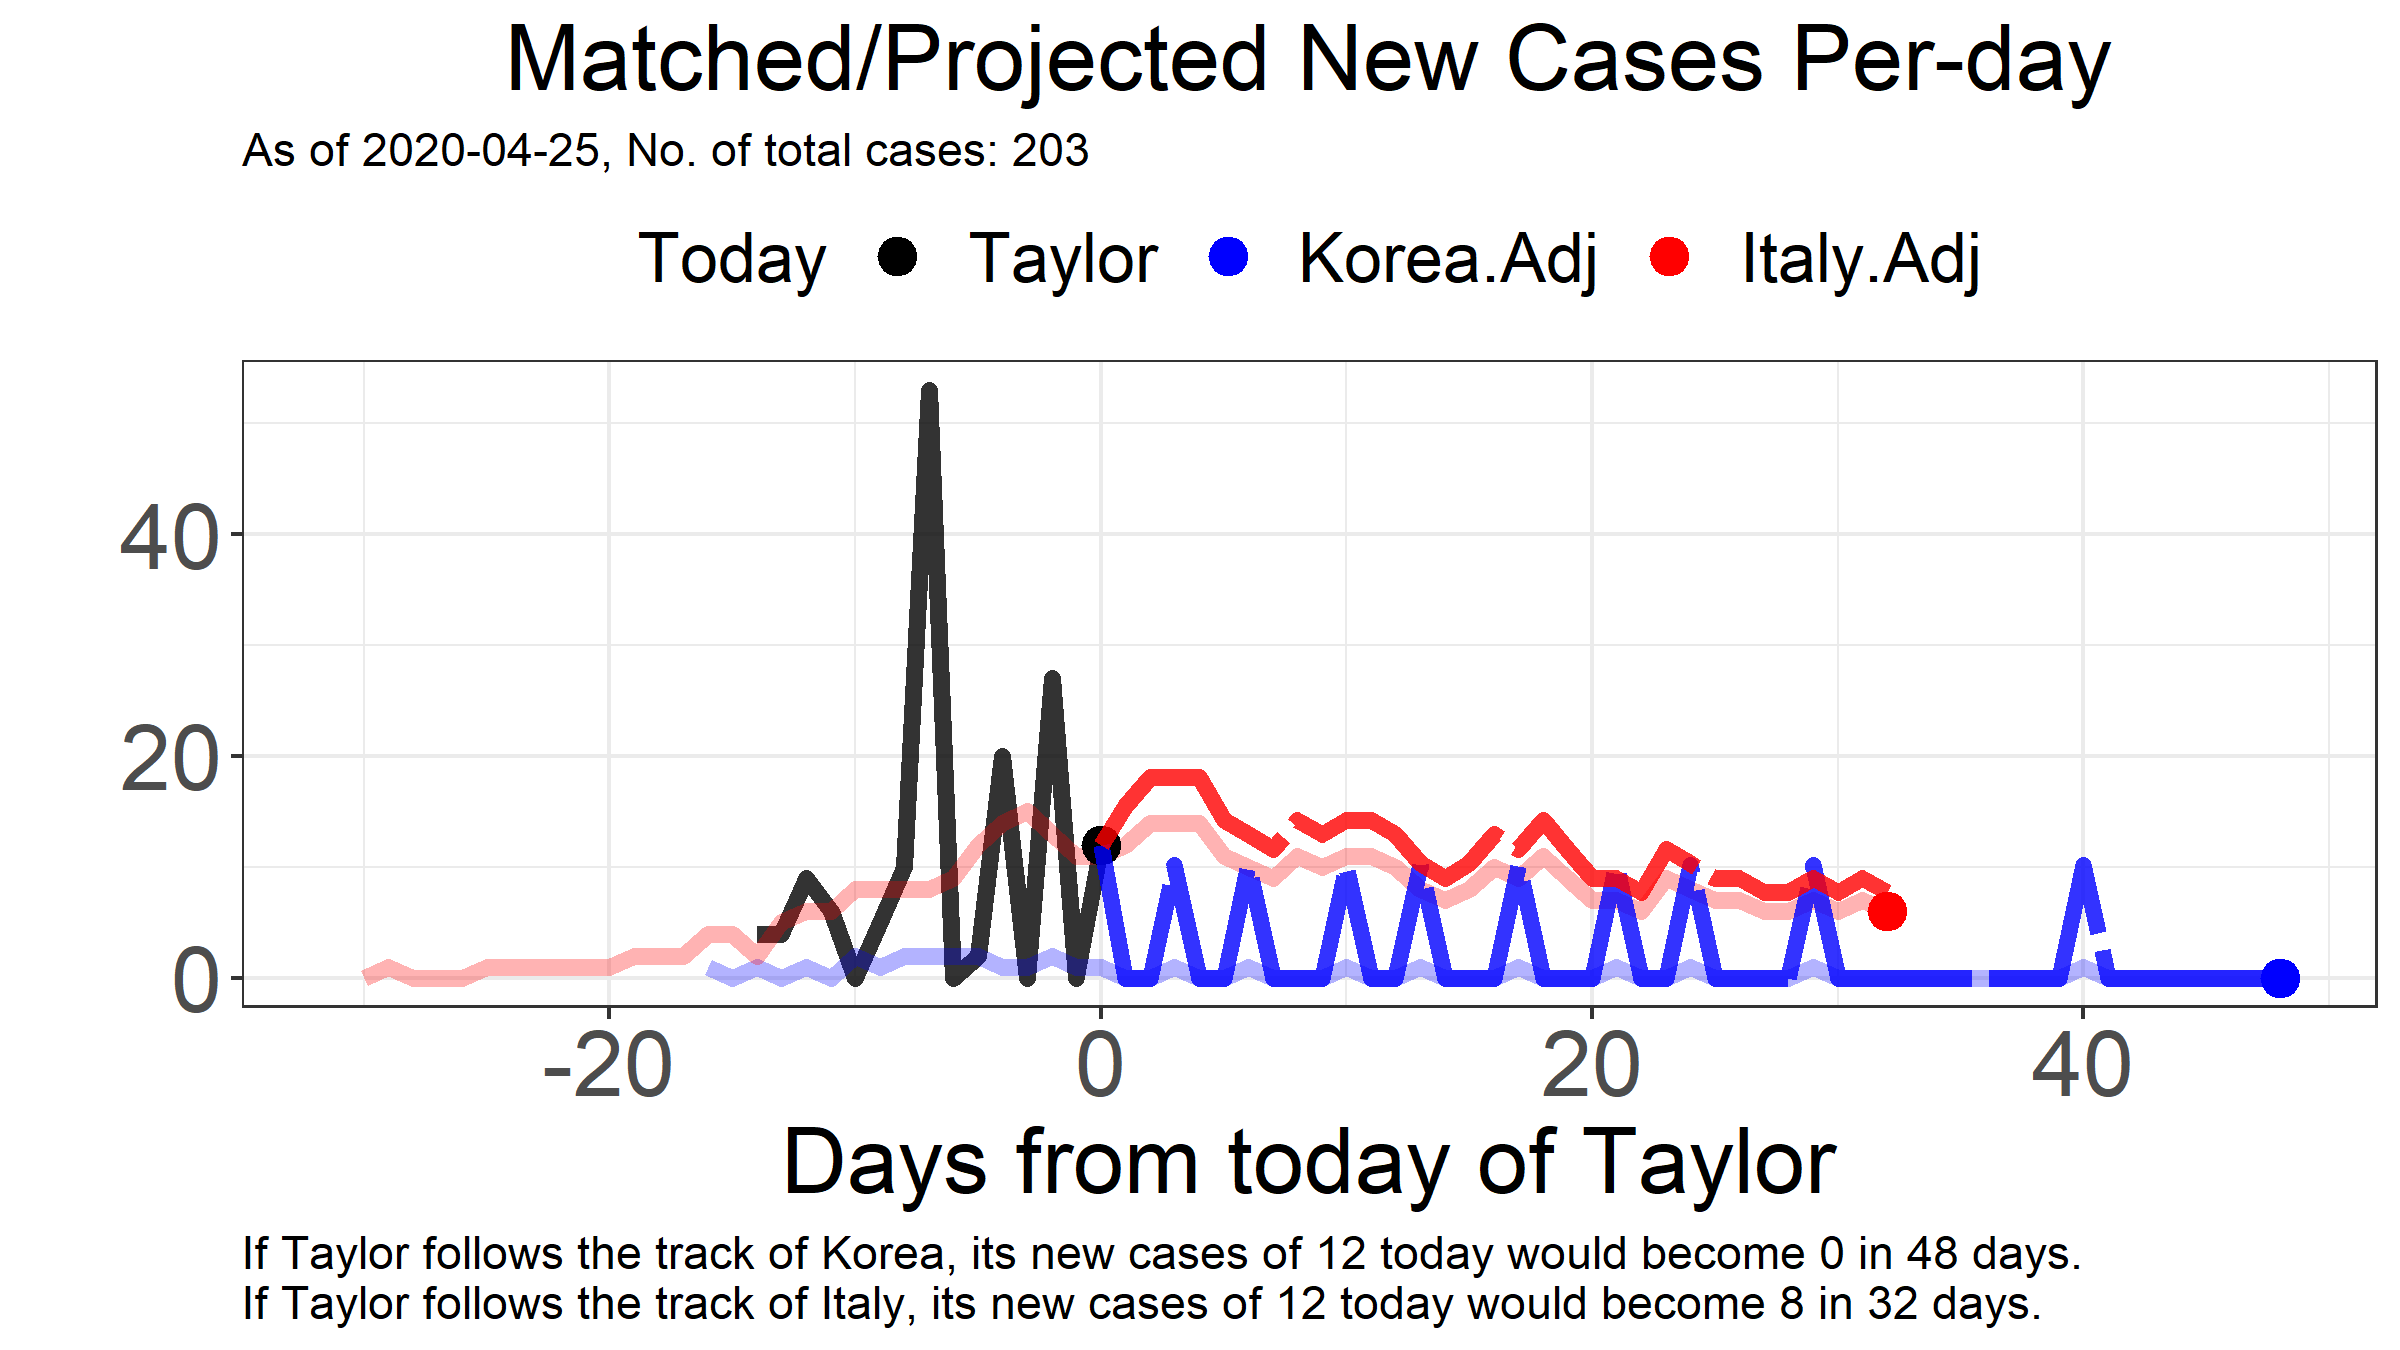 Matched/Projected New Cases Per-day
As of 2020-04-25, No. of total cases: 203
Today Taylor Korea.Adj Italy.Adj
40
20
0
-20 0 20 40
Days from today of Taylor
If Taylor follows the track of Korea, its new cases of 12 today would become 0 in 48 days.
If Taylor follows the track of Italy, its new cases of 12 today would become 8 in 32 days.